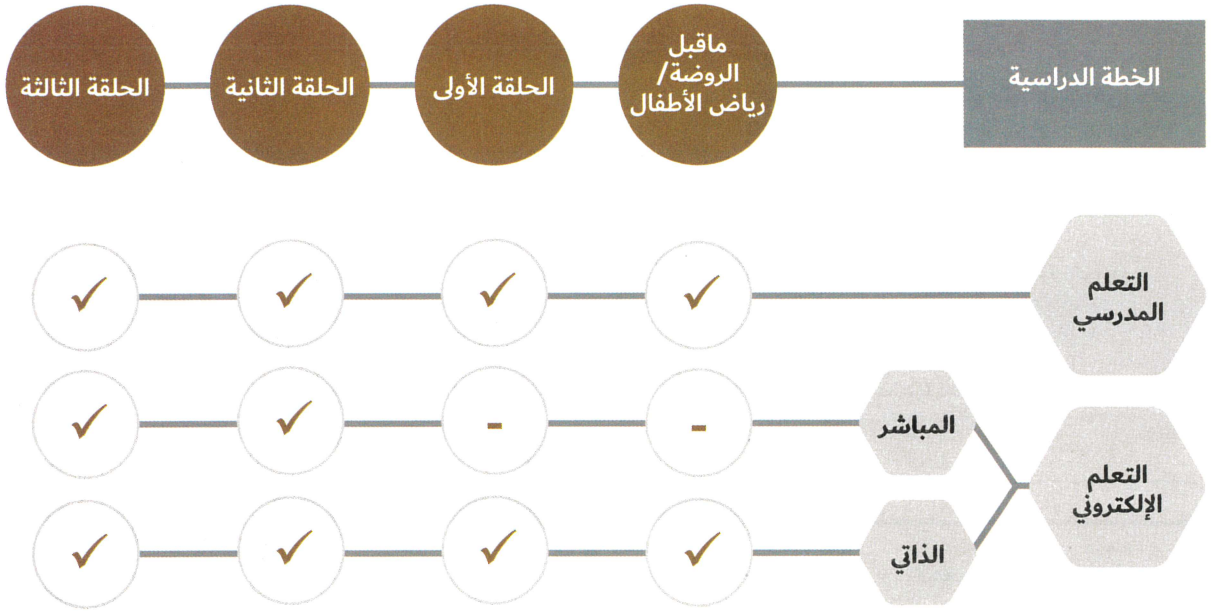 الخطة الدراسية
ماقبل
الروضة/
رياض الأطفال
الحلقة الأولى
الحلقة الثانية
الحلقة الثالثة
التعلم
المدرسي
✓ ✓ ✓ ✓
التعلم
الإلكتروني
المباشر
- - ✓ ✓
الذاتي
✓ ✓ ✓ ✓